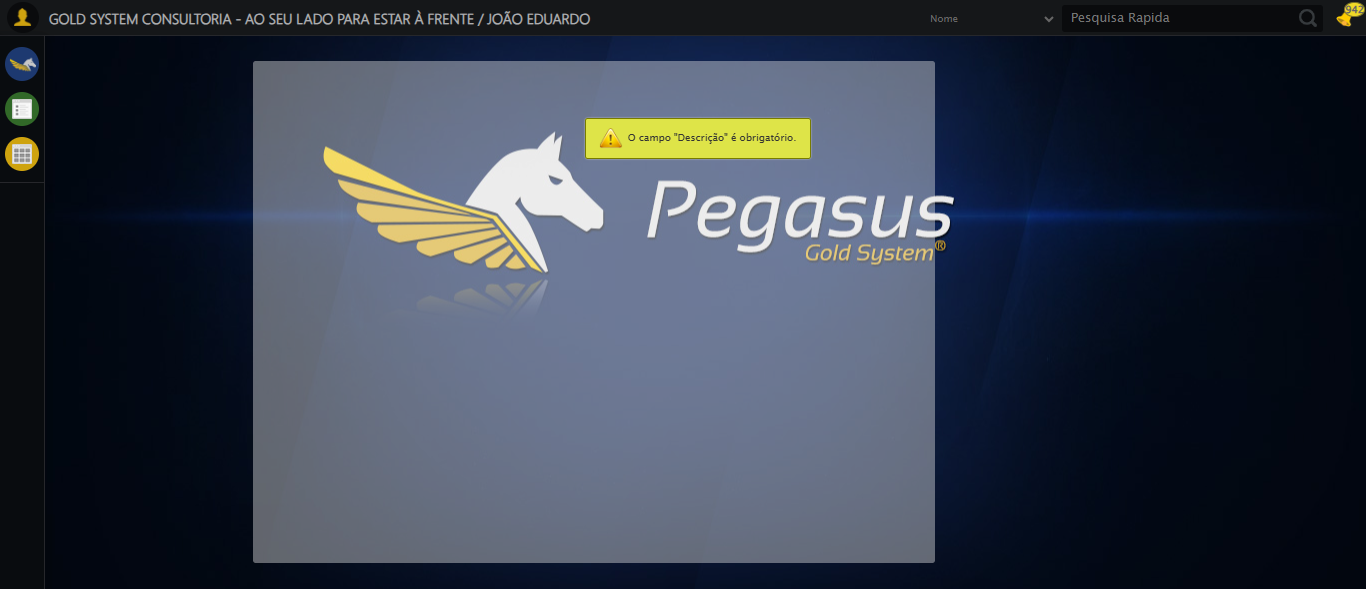 GOLD SYSTEM CONSULTORIA - AO SEU LADO PARA ESTAR À FRENTE / JOÃO EDUARDO
Nome
Pesquisa Rapida
942
O campo "Descrição" é obrigatório.
Pegasus
Gold System®